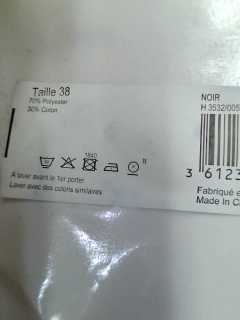 Taille 38
70% Polyester
30% Coton
NOIR
H 3532/005
3840
A laver avant le 1er porter
Laver avec des coloris similaires
3 6123
Fabriqué e
Made In C